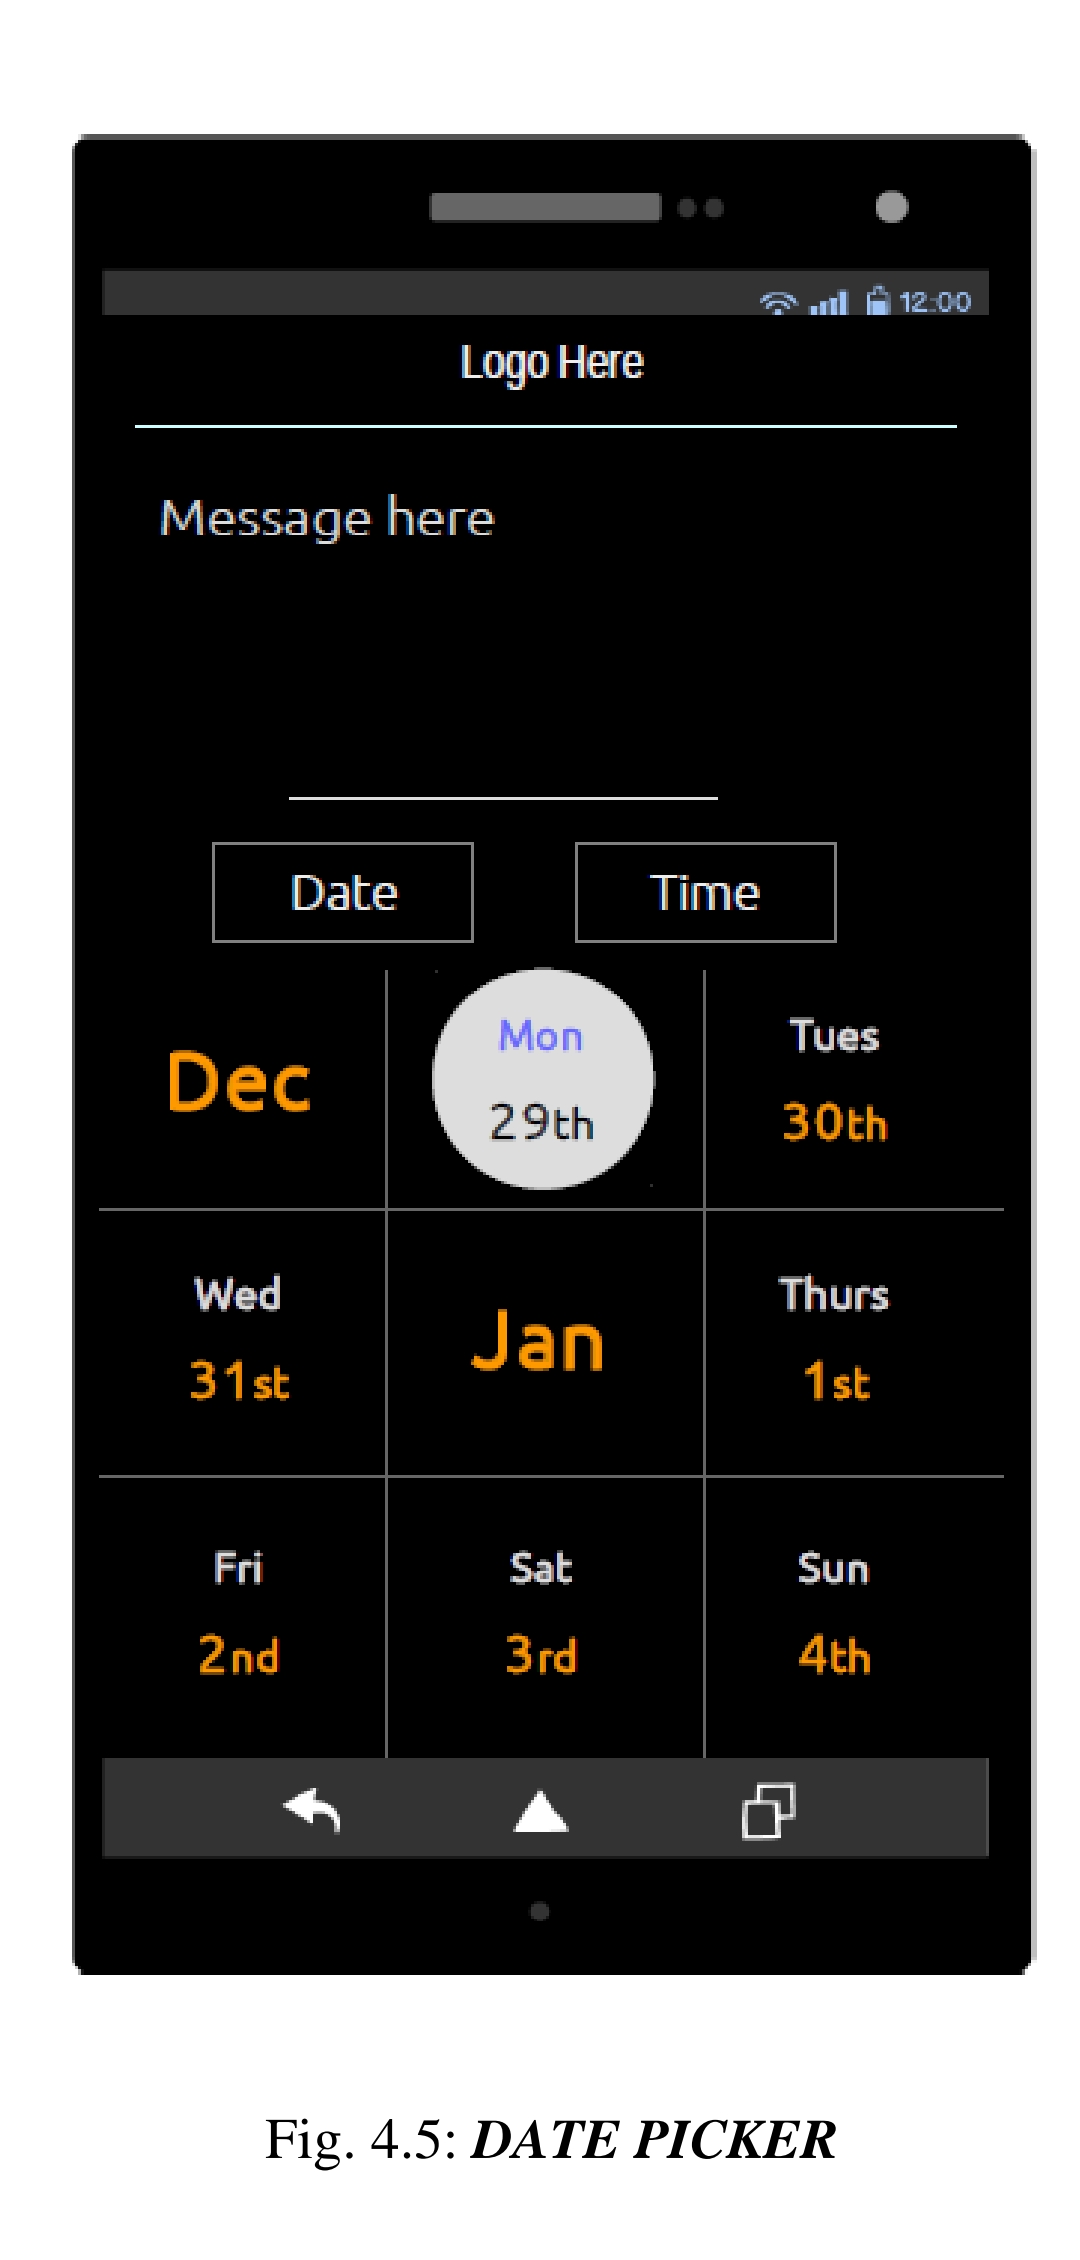 12:00
Logo Here
Message here
Date Time
Dec Mon Tues
29th 30th
Wed Jan Thurs
31st 1st
Fri Sat Sun
2nd 3rd 4th
Fig. 4.5: DATE PICKER